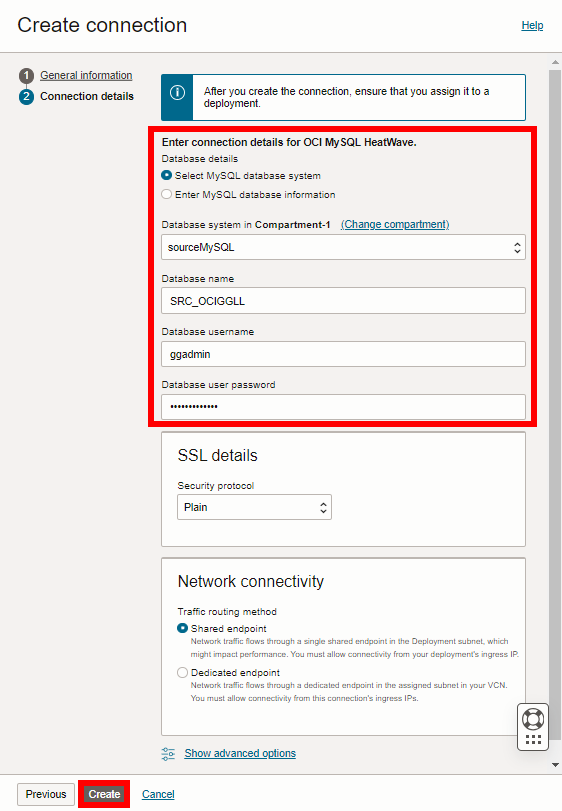 Create connection
Help
1 General information
2 Connection details
After you create the connection, ensure that you assign it to a
deployment.
Enter connection details for OCI MySQL HeatWave.
Database details
Select MySQL database system
Enter MySQL database information
Database system in Compartment-1 (Change compartment)
sourceMySQL
Database name
SRC_OCIGGLL
Database username
ggadmin
Database user password
•••••••••••••
SSL details
Security protocol
Plain
Network connectivity
Traffic routing method
Shared endpoint
Network traffic flows through a single shared endpoint in the Deployment subnet, which
might impact performance. You must allow connectivity from your deployment's ingress IP.
Dedicated endpoint
Network traffic flows through a dedicated endpoint in the assigned subnet in your VCN.
You must allow connectivity from this connection's ingress IPs.
Show advanced options
Previous
Create
Cancel